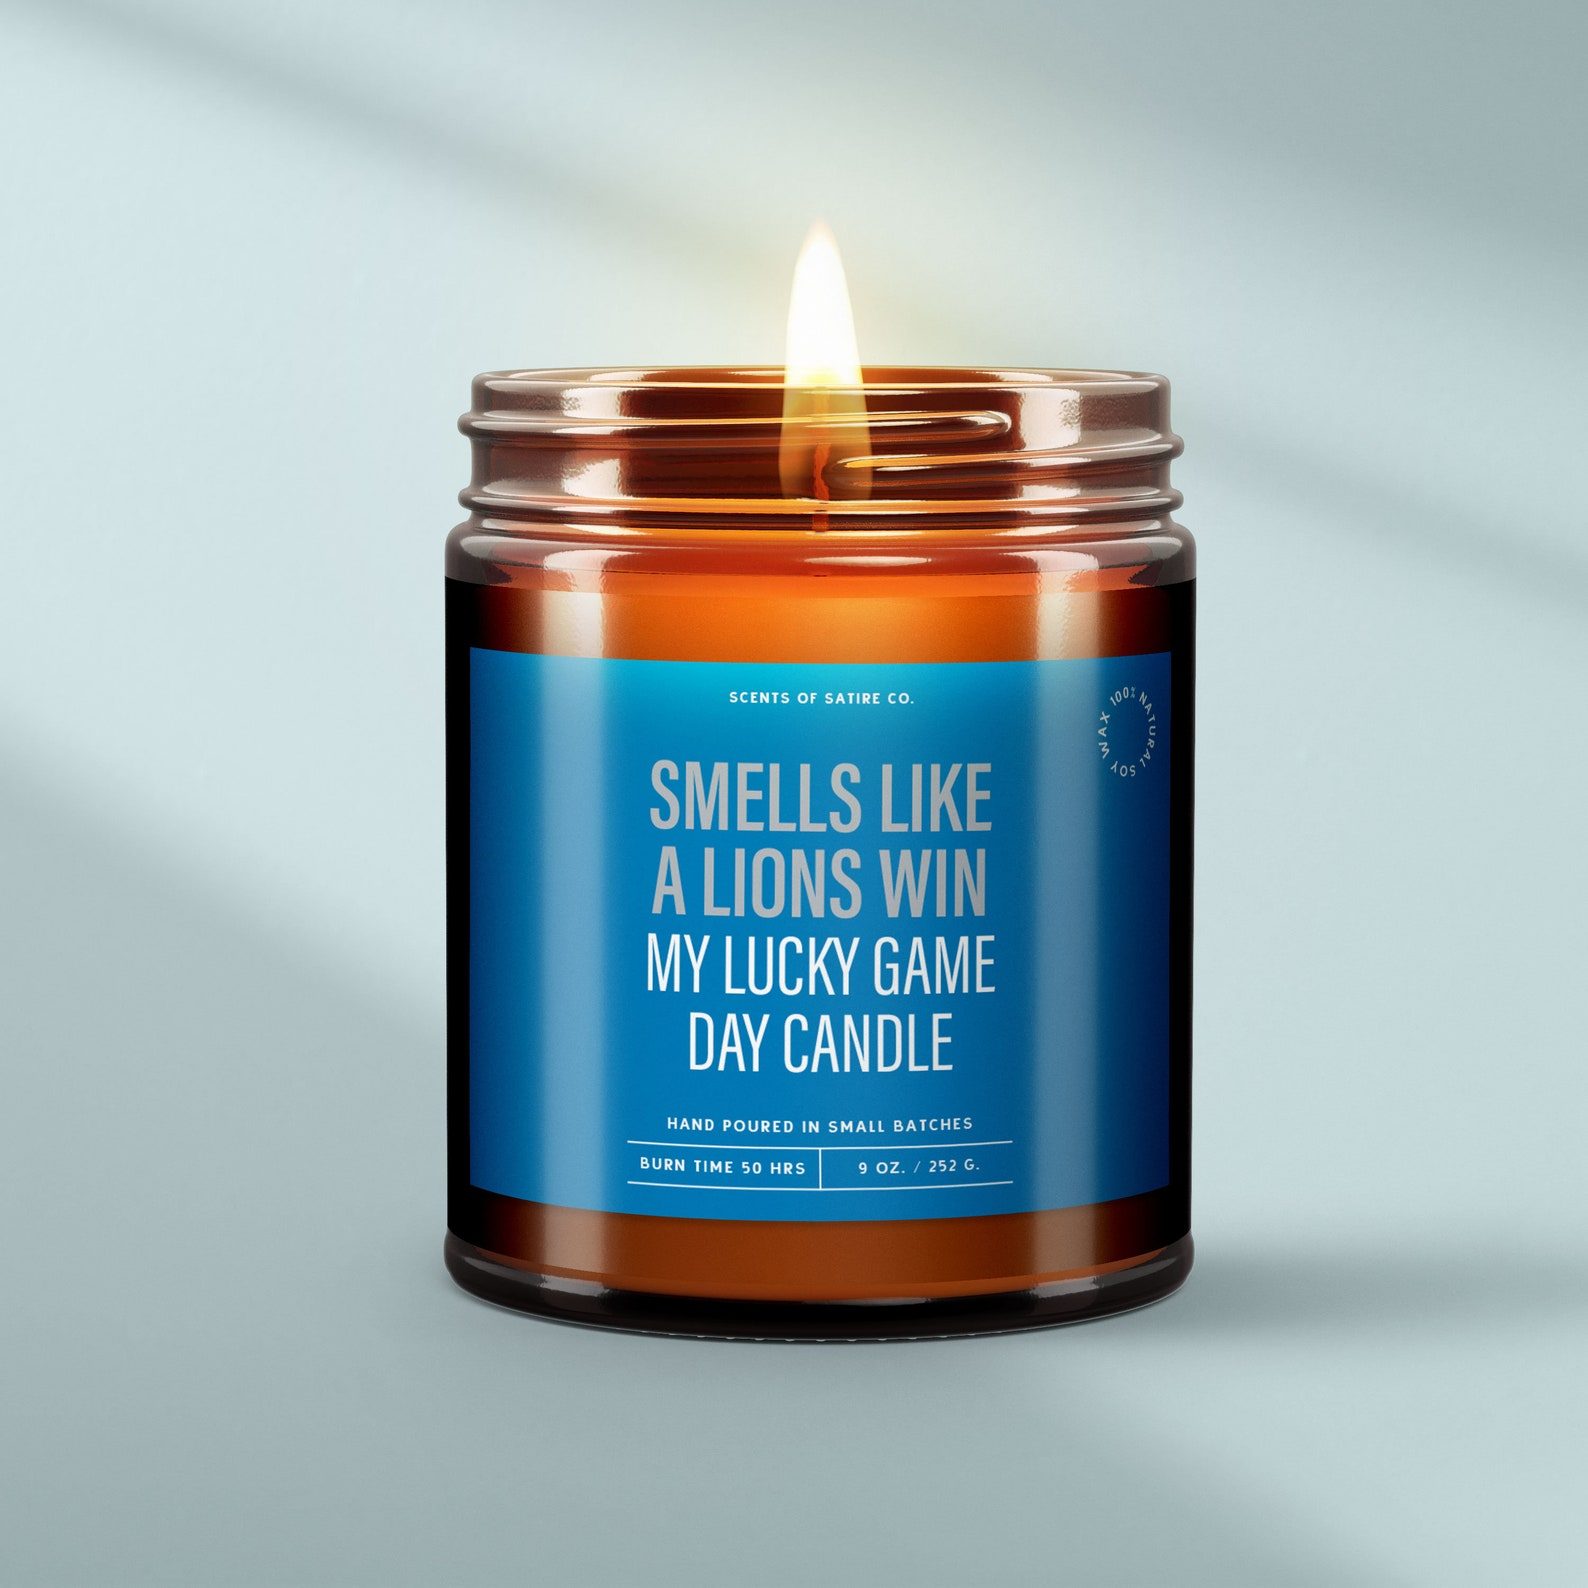 SCENTS OF SATIRE CO.
100% NATURAL SOY WAX
SMELLS LIKE
A LIONS WIN
MY LUCKY GAME
DAY CANDLE
HAND POURED IN SMALL BATCHES
BURN TIME 50 HRS
9 OZ. / 252 G.